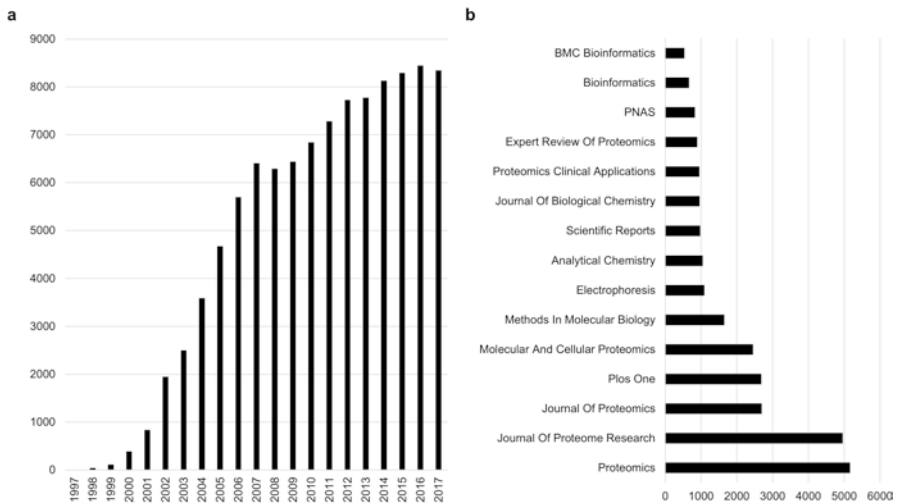 a
9000
8000
7000
6000
5000
4000
3000
2000
1000
0
1997
1998
1999
2000
2001
2002
2003
2004
2005
2006
2007
2008
2009
2010
2011
2012
2013
2014
2015
2016
2017
b
BMC Bioinformatics
Bioinformatics
PNAS
Expert Review Of Proteomics
Proteomics Clinical Applications
Journal Of Biological Chemistry
Scientific Reports
Analytical Chemistry
Electrophoresis
Methods In Molecular Biology
Molecular And Cellular Proteomics
Plos One
Journal Of Proteomics
Journal Of Proteome Research
Proteomics
0 1000 2000 3000 4000 5000 6000